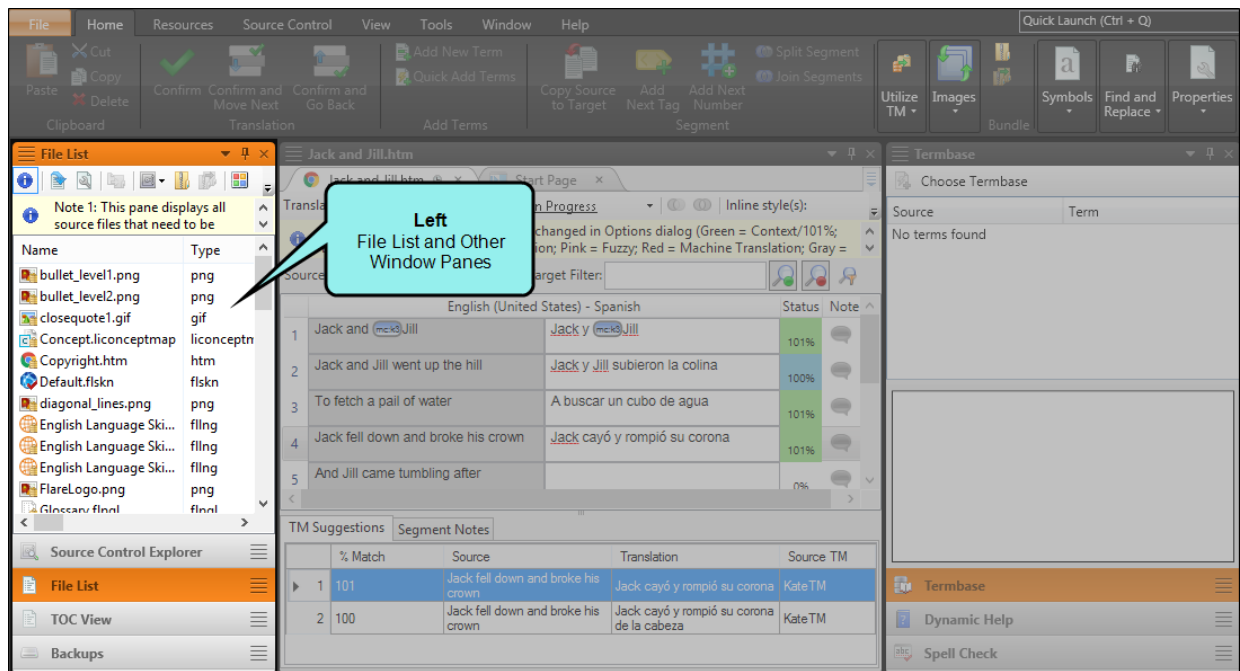 File Home Resources Source Control View Tools Window Help Quick Launch (Ctrl + Q)
Paste Cut Copy Delete
Clipboard
Confirm Confirm and Move Next Confirm and Go Back
Translation
Add New Term
Quick Add Terms
Add Terms
Copy Source to Target Add Next Tag Add Next Number
Split Segment
Join Segments
Segment
Utilize TM Images
Bundle
Symbols Find and Replace Properties
File List
Note 1: This pane displays all
source files that need to be
Name Type
bullet_level1.png png
bullet_level2.png png
closequote1.gif gif
Concept.liconceptmap liconceptn
Copyright.htm htm
Default.flskn flskn
diagonal_lines.png png
English Language Ski... fllng
English Language Ski... fllng
English Language Ski... fllng
FlareLogo.png png
Glossary.flngl flngl
Source Control Explorer
File List
TOC View
Backups
Left
File List and Other
Window Panes
Jack and Jill.htm
Jack and Jill.htm Start Page
Transla n Progress Inline style(s):
changed in Options dialog (Green = Context/101%;
ion; Pink = Fuzzy; Red = Machine Translation; Gray =
Sour arget Filter:
English (United States) - Spanish Status Note
1 Jack and mc:k3 Jill Jack y mc:k3 Jill 101%
2 Jack and Jill went up the hill Jack y Jill subieron la colina 100%
3 To fetch a pail of water A buscar un cubo de agua 101%
4 Jack fell down and broke his crown Jack cayó y rompió su corona 101%
5 And Jill came tumbling after 0%
TM Suggestions Segment Notes
% Match Source Translation Source TM
1 101 Jack fell down and broke his crown Jack cayó y rompió su corona KateTM
2 100 Jack fell down and broke his crown Jack cayó y rompió su corona de la cabeza KateTM
Termbase
Choose Termbase
Source Term
No terms found
Termbase
Dynamic Help
Spell Check